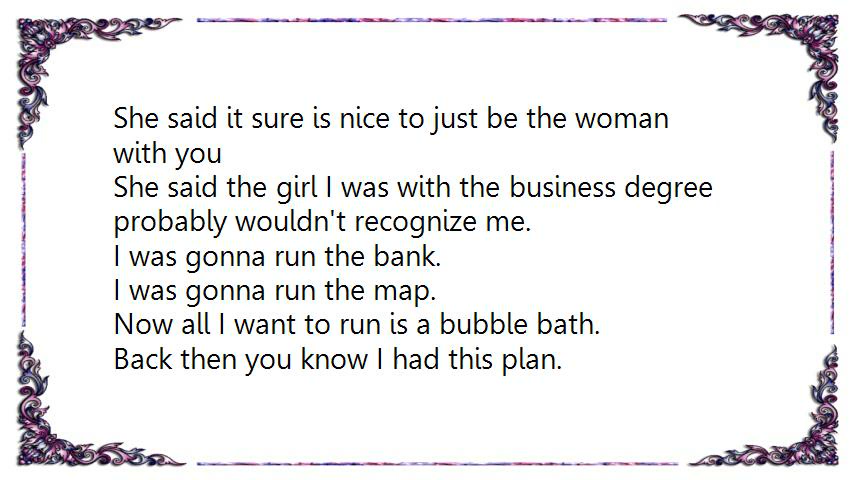 She said it sure is nice to just be the woman
with you
She said the girl I was with the business degree
probably wouldn't recognize me.
I was gonna run the bank.
I was gonna run the map.
Now all I want to run is a bubble bath.
Back then you know I had this plan.